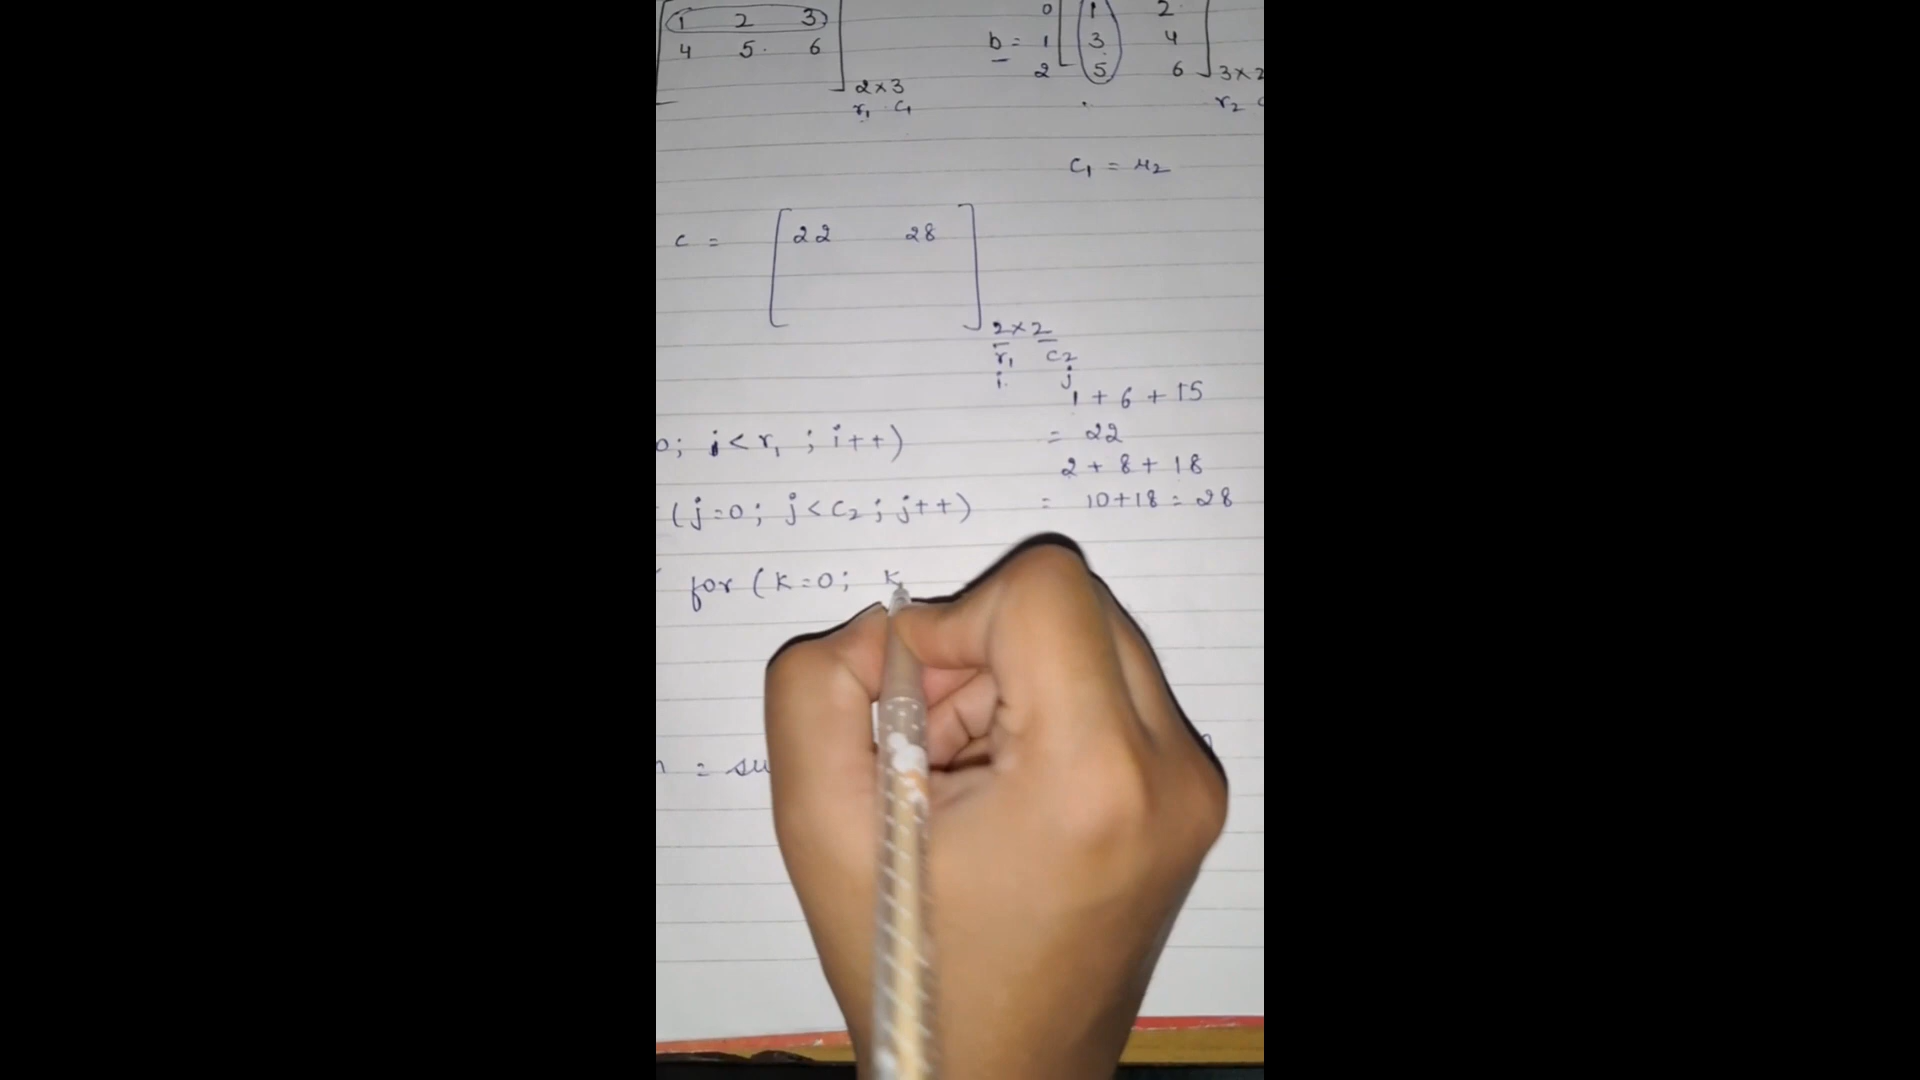 1 2 3
4 5 6
2 × 3
r₁ c₁
0 1 2
b = 1 3 4
2 5 6
3 × 2
r₂
c₁ = r₂
c = 22 28
2 × 2
r₁ c₂
i j
1 + 6 + 15
= 22
2 + 8 + 18
= 10 + 18 = 28
0; i < r₁ ; i++)
(j = 0; j < c₂ ; j++)
for (k = 0; k
= su